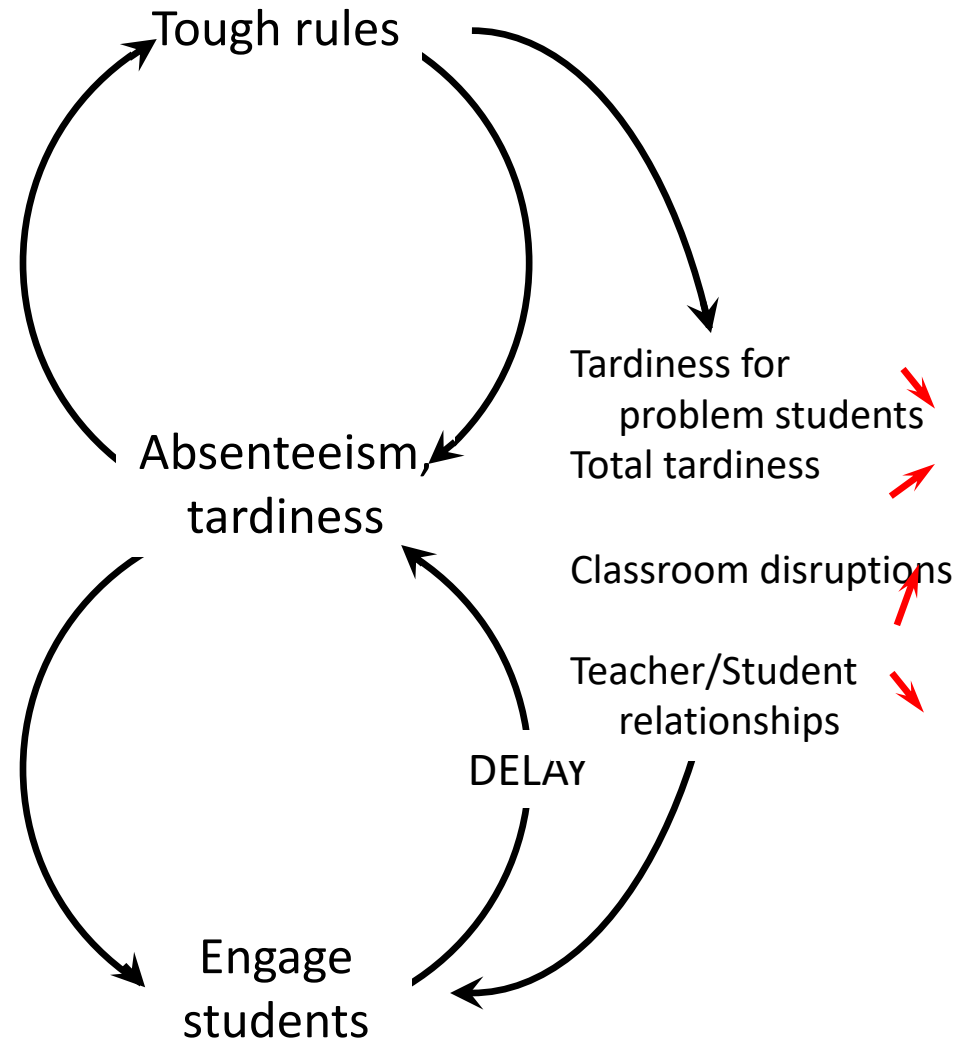 Tough rules
Tardiness for
problem students
Absenteeism,
tardiness
Total tardiness
Classroom disruptions
Teacher/Student
relationships
DELAY
Engage
students